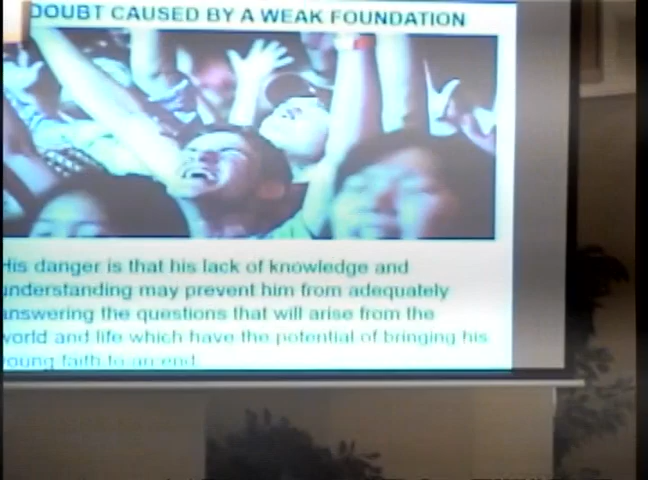 DOUBT CAUSED BY A WEAK FOUNDATION
His danger is that his lack of knowledge and
understanding may prevent him from adequately
answering the questions that will arise from the
world and life which have the potential of bringing his
young faith to an end.